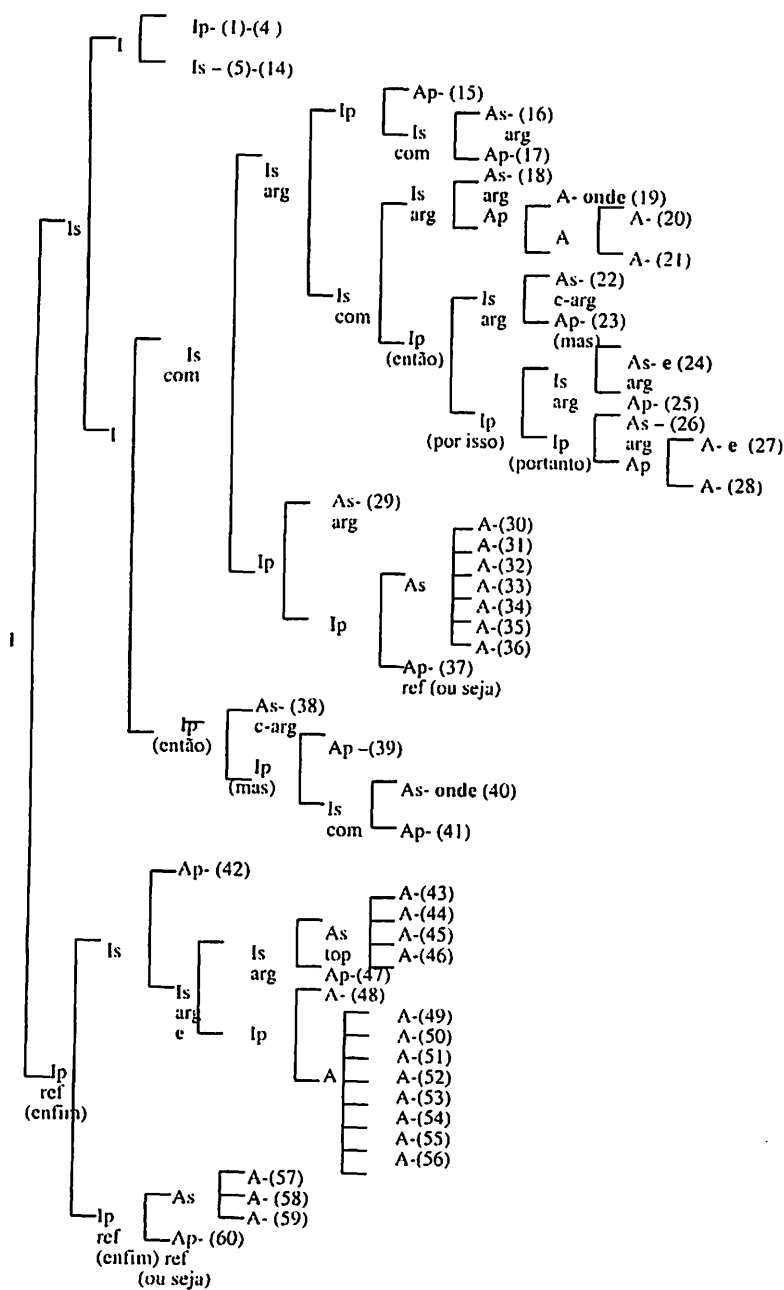 Ip- (1)-(4)
I
Is – (5)-(14)
Ap- (15)
Ip
As- (16)
arg
Is
com
Ap-(17)
Is
arg
As- (18)
arg
Is
arg
A- onde (19)
Ap
A- (20)
A
A- (21)
Is
As- (22)
c-arg
Is
com
Is
arg
Ap- (23)
(mas)
Ip
(então)
Is
com
As- e (24)
arg
Is
arg
Ap- (25)
As – (26)
arg
Ip
(por isso)
I
Ip
(portanto)
A- e (27)
Ap
A- (28)
As- (29)
arg
A-(30)
A-(31)
Ip
A-(32)
As
A-(33)
A-(34)
Ip
A-(35)
I
A-(36)
Ap- (37)
ref (ou seja)
As- (38)
c-arg
Ip
(então)
Ap –(39)
Ip
(mas)
As- onde (40)
Is
com
Ap- (41)
Ap- (42)
A-(43)
A-(44)
As
top
A-(45)
Is
Is
arg
A-(46)
Ap-(47)
Is
arg
e
A- (48)
A-(49)
Ip
A-(50)
A-(51)
Ip
ref
(enfim)
A
A-(52)
A-(53)
A-(54)
A-(55)
A-(56)
A-(57)
As
A- (58)
Ip
ref
(enfim)
A- (59)
Ap- (60)
ref
(ou seja)